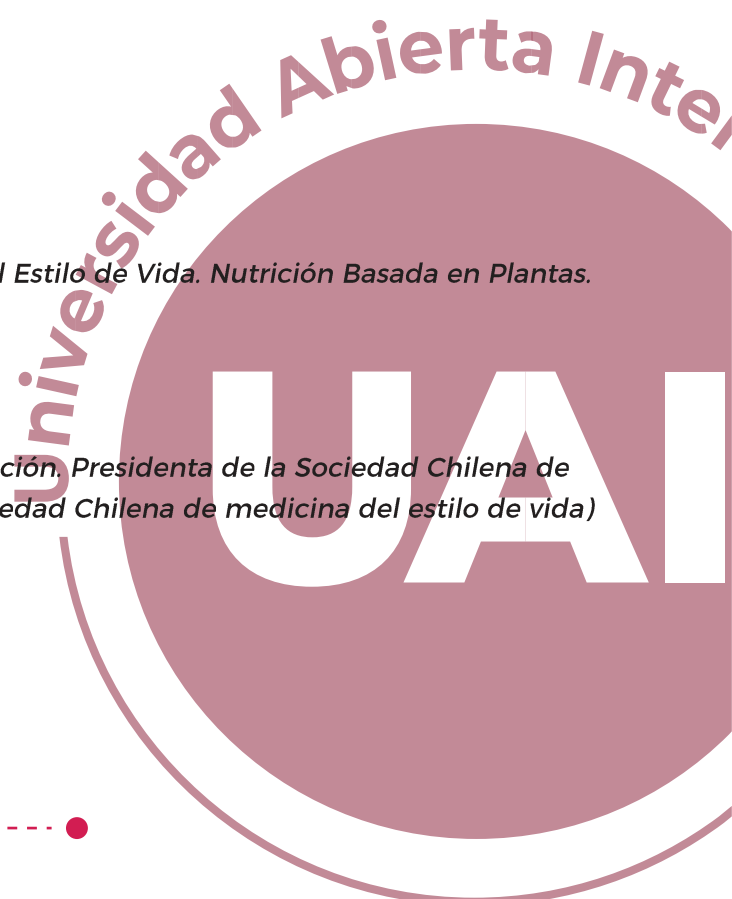 Universidad Abierta Inter
l Estilo de Vida. Nutrición Basada en Plantas.
UAI
ción. Presidenta de la Sociedad Chilena de
edad Chilena de medicina del estilo de vida)